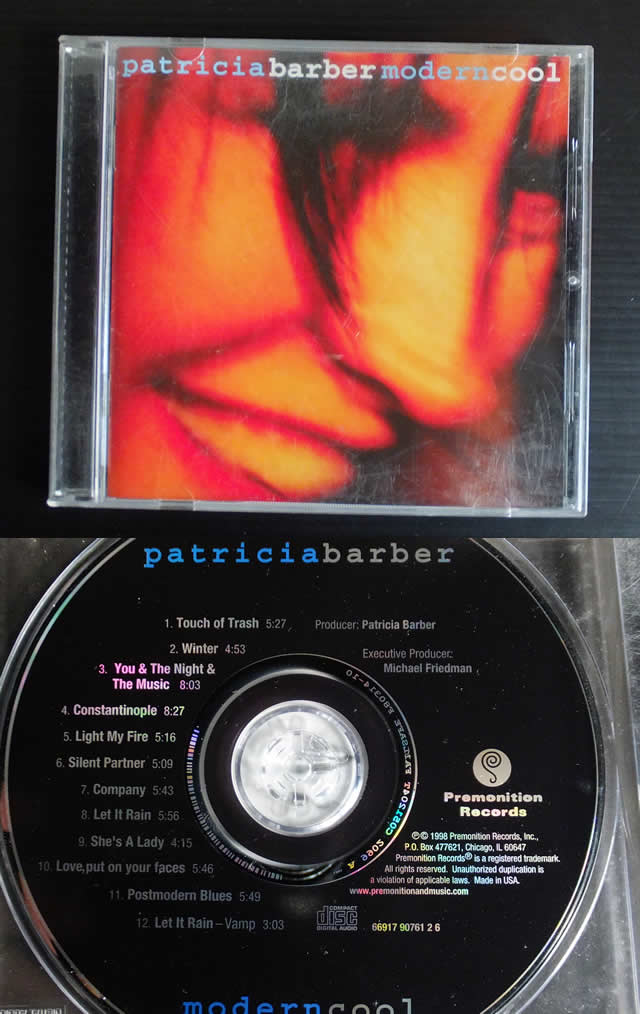 patriciabarbermoderncool
patriciabarber
1. Touch of Trash 5:27
2. Winter 4:53
3. You & The Night &
The Music 8:03
4. Constantinople 8:27
5. Light My Fire 5:16
6. Silent Partner 5:09
7. Company 5:43
8. Let It Rain 5:56
9. She's A Lady 4:15
10. Love,put on your faces 5:46
11. Postmodern Blues 5:49
12. Let It Rain – Vamp 3:03
Producer: Patricia Barber
Executive Producer:
Michael Friedman
Premonition
Records
℗© 1998 Premonition Records, Inc.,
P.O. Box 477621, Chicago, IL 60647
Premonition Records® is a registered trademark.
All rights reserved. Unauthorized duplication is
a violation of applicable laws. Made in USA.
www.premonitionandmusic.com
COMPACT
disc
DIGITAL AUDIO
66917 90761 2 6
moderncool